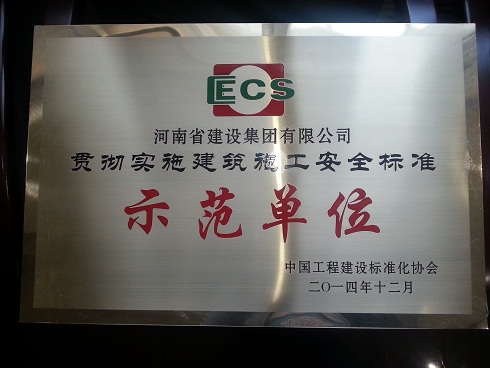 CECS
河南省建设集团有限公司
贯彻实施建筑施工安全标准
示范单位
中国工程建设标准化协会
二〇一四年十二月